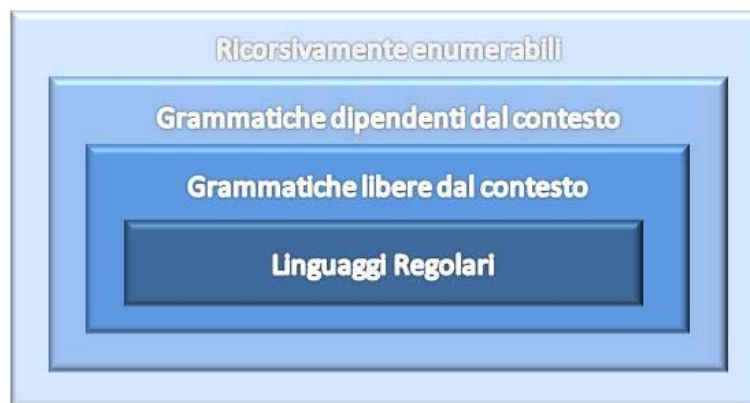 Ricorsivamente enumerabili
Grammatiche dipendenti dal contesto
Grammatiche libere dal contesto
Linguaggi Regolari